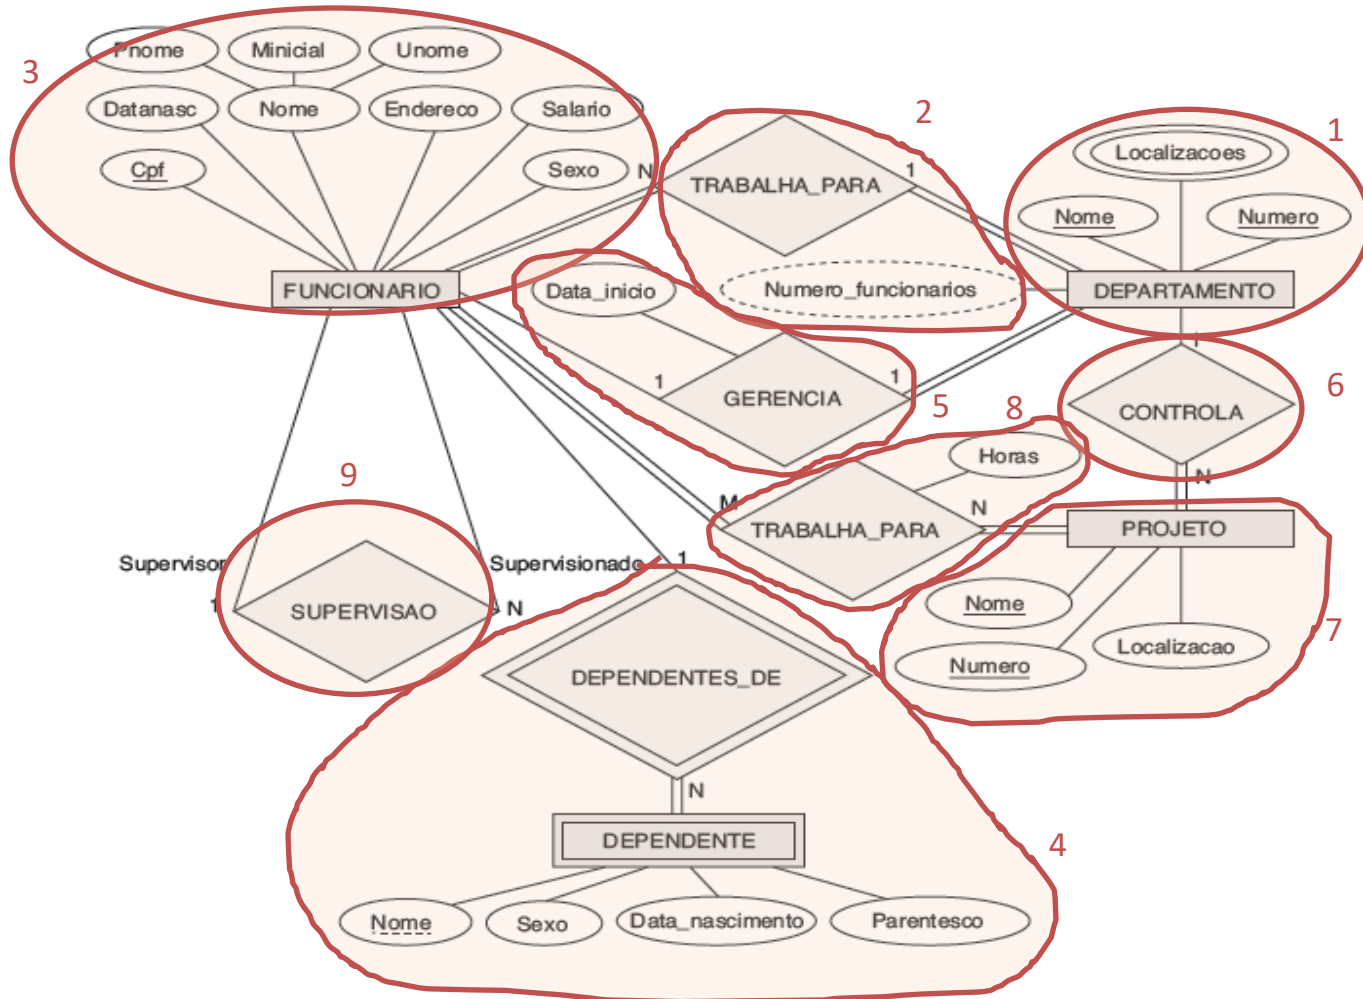 3
Pnome
Minicial
Unome
Datanasc
Nome
Endereco
Salario
Cpf
Sexo
FUNCIONARIO
2
N
TRABALHA_PARA
1
Numero_funcionarios
1
Localizacoes
Nome
Numero
DEPARTAMENTO
Data_inicio
1
GERENCIA
1
5
1
CONTROLA
6
N
8
Horas
M
TRABALHA_PARA
N
PROJETO
Nome
Numero
Localizacao
7
9
Supervisor
1
SUPERVISAO
Supervisionado
N
1
DEPENDENTES_DE
N
DEPENDENTE
4
Nome
Sexo
Data_nascimento
Parentesco